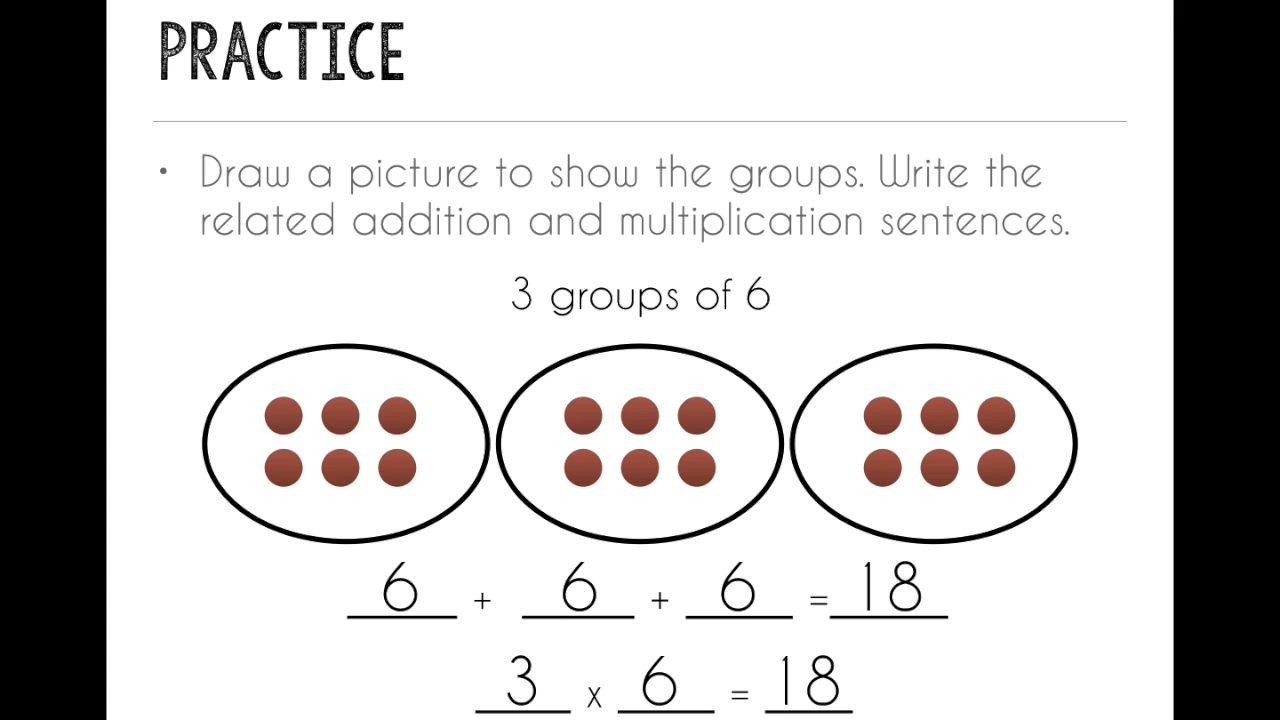 PRACTICE
• Draw a picture to show the groups. Write the
related addition and multiplication sentences.
3 groups of 6
6 + 6 + 6 = 18
3 x 6 = 18